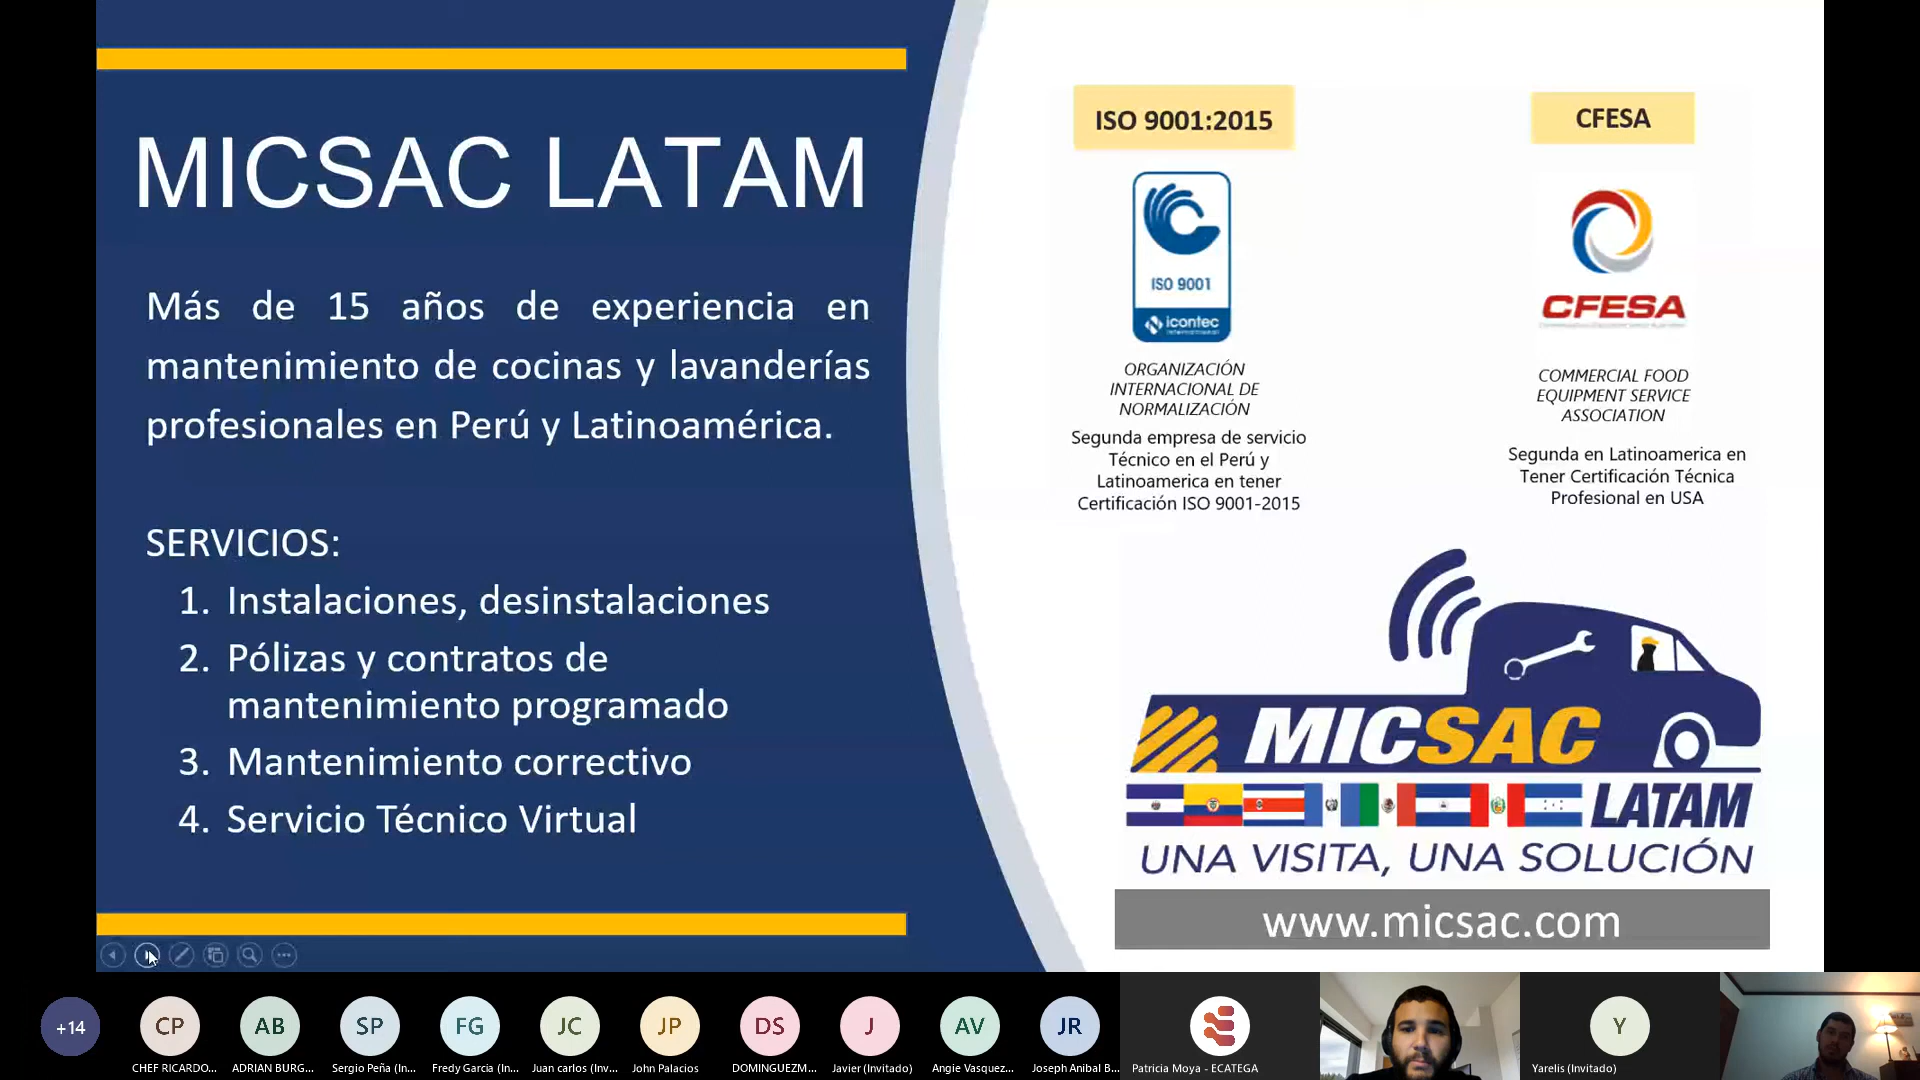 MICSAC LATAM
Más de 15 años de experiencia en
mantenimiento de cocinas y lavanderías
profesionales en Perú y Latinoamérica.
SERVICIOS:
1. Instalaciones, desinstalaciones
2. Pólizas y contratos de
mantenimiento programado
3. Mantenimiento correctivo
4. Servicio Técnico Virtual
ISO 9001:2015
ISO 9001
icontec
ORGANIZACIÓN
INTERNACIONAL DE
NORMALIZACIÓN
Segunda empresa de servicio
Técnico en el Perú y
Latinoamerica en tener
Certificación ISO 9001-2015
CFESA
CFESA
COMMERCIAL FOOD
EQUIPMENT SERVICE
ASSOCIATION
Segunda en Latinoamerica en
Tener Certificación Técnica
Profesional en USA
MICSAC
LATAM
UNA VISITA, UNA SOLUCIÓN
www.micsac.com
+14
CP
CHEF RICARDO...
AB
ADRIAN BURG...
SP
Sergio Peña (In...
FG
Fredy Garcia (In...
JC
Juan carlos (Inv...
JP
John Palacios
DS
DOMINGUEZM...
J
Javier (Invitado)
AV
Angie Vasquez...
JR
Joseph Anibal B...
Patricia Moya - ECATEGA
Y
Yarelis (Invitado)